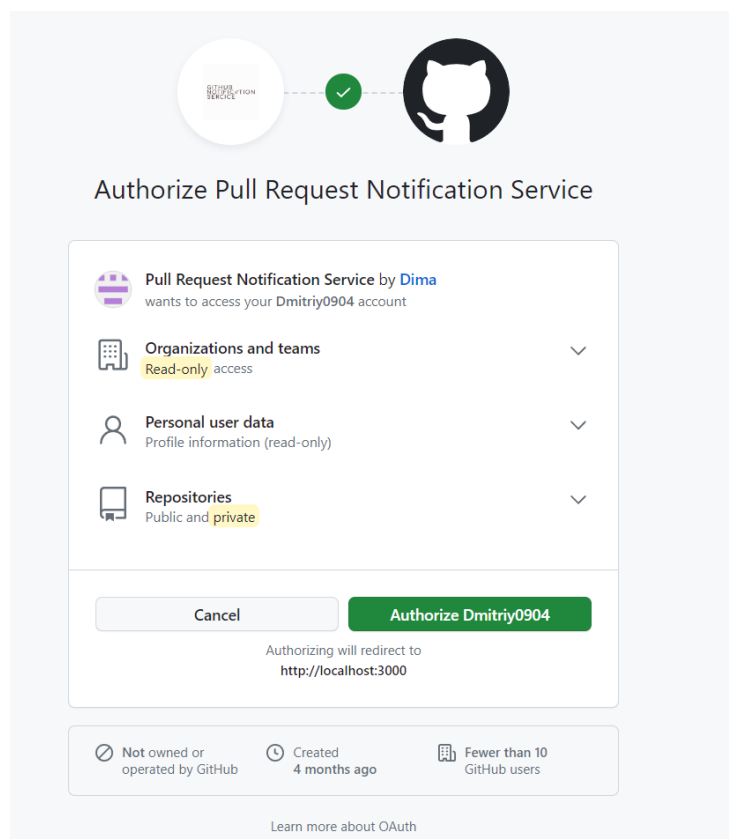 GITHUB
NOTIFICTION
SERCICE
Authorize Pull Request Notification Service
Pull Request Notification Service by Dima
wants to access your Dmitriy0904 account
Organizations and teams
Read-only access
Personal user data
Profile information (read-only)
Repositories
Public and private
Cancel
Authorize Dmitriy0904
Authorizing will redirect to
http://localhost:3000
Not owned or
operated by GitHub
Created
4 months ago
Fewer than 10
GitHub users
Learn more about OAuth